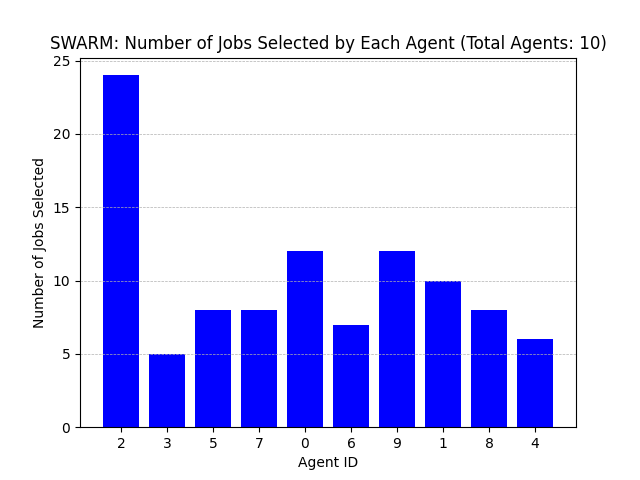 SWARM: Number of Jobs Selected by Each Agent (Total Agents: 10)
25
20
15
10
5
0
Number of Jobs Selected
2 3 5 7 0 6 9 1 8 4
Agent ID